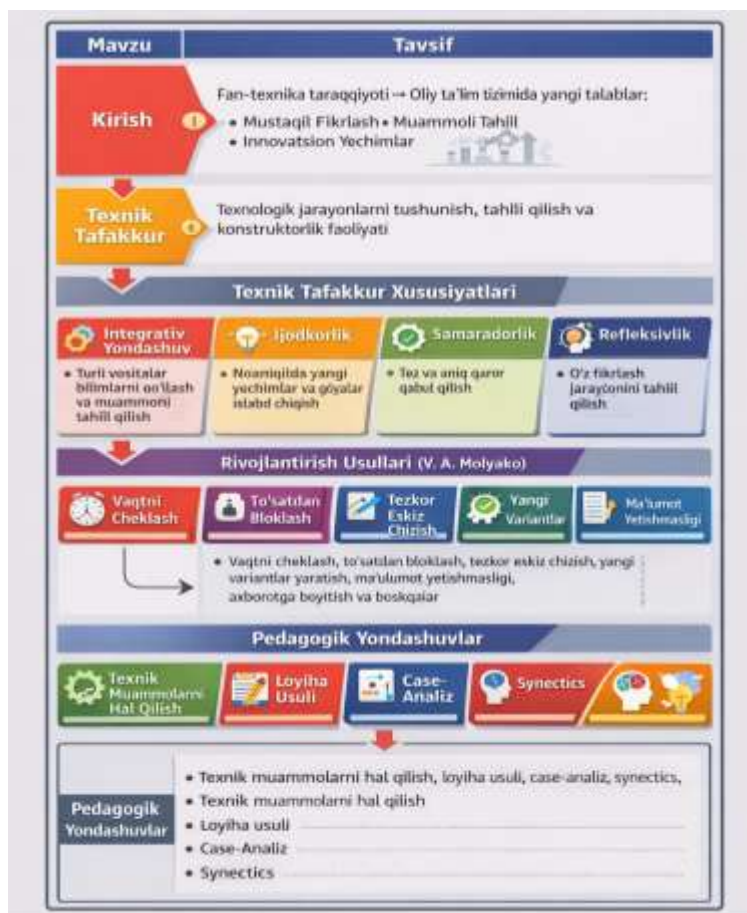 Mavzu
Tavsif
Kirish
1
Fan-texnika taraqqiyoti → Oliy ta'lim tizimida yangi talablar:
• Mustaqil Fikrlash • Muammoli Tahlil
• Innovatsion Yechimlar
Texnik
Tafakkur
Texnologik jarayonlarni tushunish, tahlil qilish va
konstruktorlik faoliyati
Texnik Tafakkur Xususiyatlari
Integrativ
Yondashuv
• Turli vositalar
bilimlarni
va muammoni
tahlil qilish
Ijodkorlik
• Noaniqlida yangi
yechimlar va g'oyalar
islabd chiqish
Samaradorlik
• Tez va aniq qaror
qabul qilish
Refleksivlik
• O'z fikrlash
jarayonini tahlil
qilish
Rivojlantirish Usullari (V. A. Molyako)
Vaqtni
Cheklash
To'satdan
Bloklash
Tezkor
Eskiz
Chizish
Yangi
Variantlar
Ma'lumot
Yetishmasligi
• Vaqtni cheklash, to'satdan bloklash, tezkor eskiz chizish, yangi
variantlar yaratish, ma'ulumot yetishmasligi,
axborotga boyitish va boskqalar
Pedagogik Yondashuvlar
Texnik
Muammolarni
Hal Qilish
Loyiha
Usuli
Case-
Analiz
Synectics
Pedagogik
Yondashuvlar
• Texnik muammolarni hal qilish, loyiha usuli, case-analiz, synectics,
• Texnik muammolarni hal qilish
• Loyiha usuli
• Case-Analiz
• Synectics